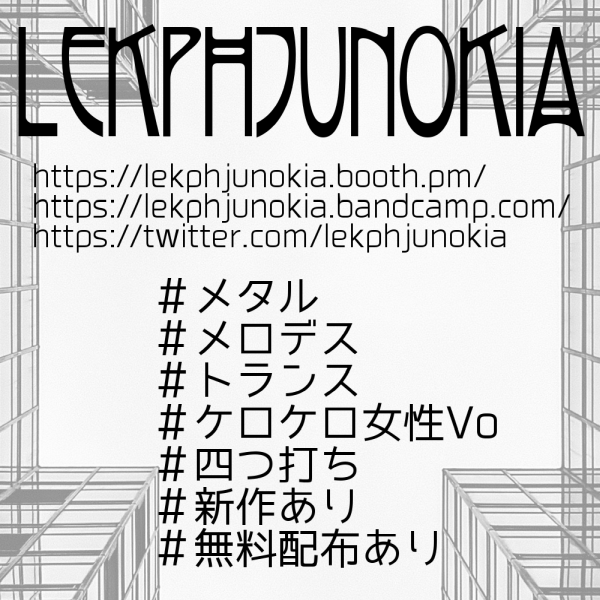 LEKPHJUNOKIA
https://lekphjunokia.booth.pm/
https://lekphjunokia.bandcamp.com/
https://twitter.com/lekphjunokia
#メタル
#メロデス
#トランス
#ケロケロ女性Vo
#四つ打ち
#新作あり
#無料配布あり